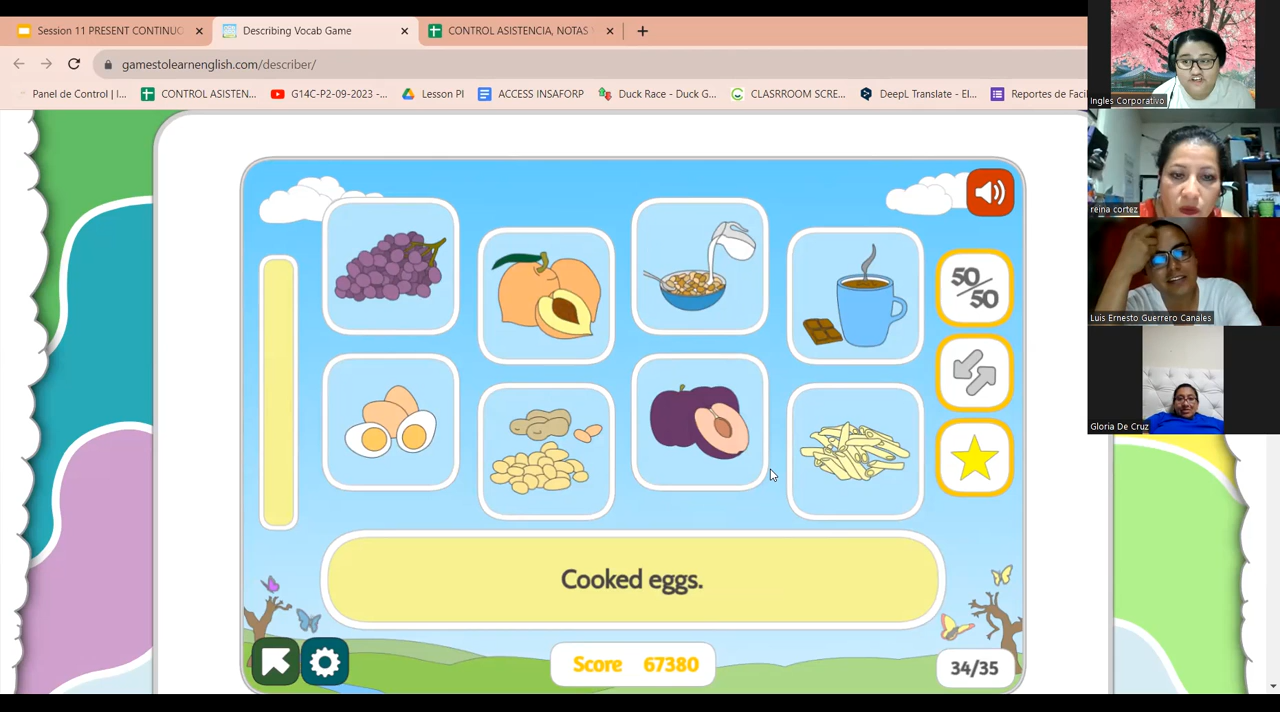 Session 11 PRESENT CONTINUO
Describing Vocab Game
CONTROL ASISTENCIA, NOTAS
gamestolearnenglish.com/describer/
Panel de Control | I...
CONTROL ASISTEN...
G14C-P2-09-2023 -...
Lesson PI
ACCESS INSAFORP
Duck Race - Duck G...
CLASRROOM SCRE...
DeepL Translate - El...
Reportes de Facil
Ingles Corporativo
reina cortez
Luis Ernesto Guerrero Canales
Gloria De Cruz
50
50
Cooked eggs.
Score 67380
34/35